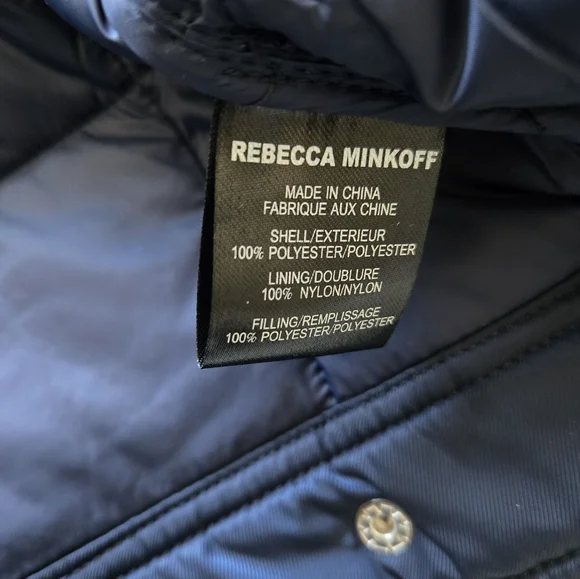 REBECCA MINKOFF
MADE IN CHINA
FABRIQUE AUX CHINE
SHELL/EXTERIEUR
100% POLYESTER/POLYESTER
LINING/DOUBLURE
100% NYLON/NYLON
FILLING/REMPLISSAGE
100% POLYESTER/POLYESTER